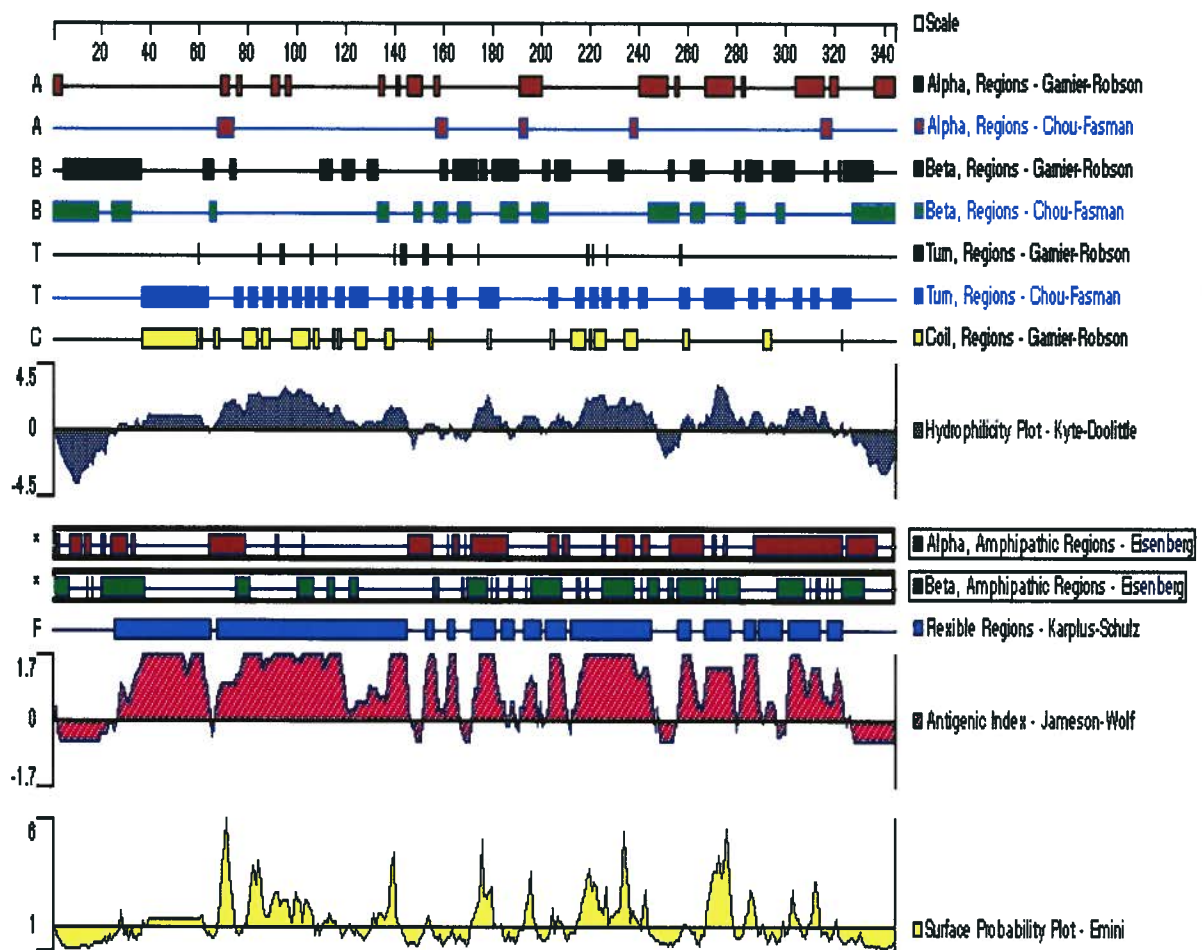 Scale
20 40 60 80 100 120 140 160 180 200 220 240 260 280 300 320 340
A Alpha, Regions - Garnier-Robson
A Alpha, Regions - Chou-Fasman
B Beta, Regions - Garnier-Robson
B Beta, Regions - Chou-Fasman
T Turn, Regions - Garnier-Robson
T Turn, Regions - Chou-Fasman
C Coil, Regions - Garnier-Robson
4.5
0 Hydrophilicity Plot - Kyte-Doolittle
-4.5
* Alpha, Amphipathic Regions - Eisenberg
* Beta, Amphipathic Regions - Eisenberg
F Flexible Regions - Karplus-Schulz
1.7
0 Antigenic Index - Jameson-Wolf
-1.7
6
1 Surface Probability Plot - Emini